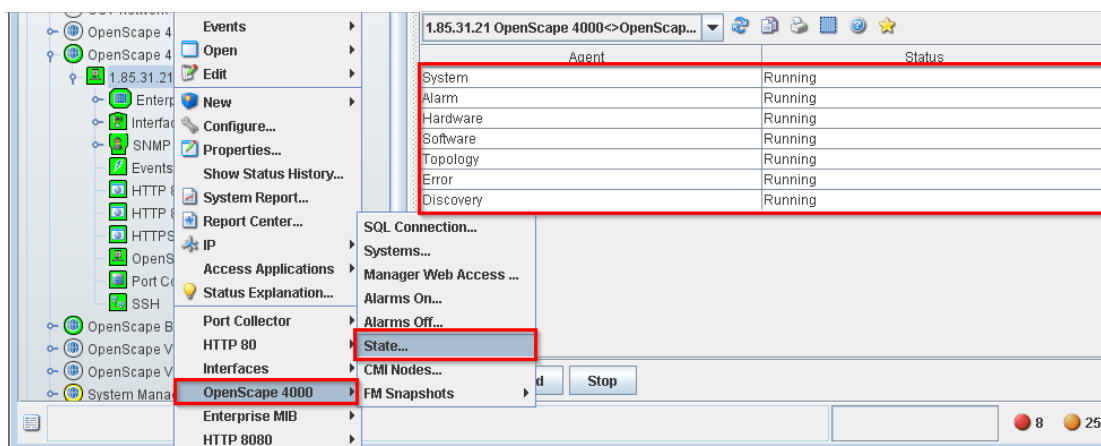 OpenScape 4
OpenScape 4
1.85.31.21
Enterp
Interfac
SNMP
Events
HTTP 8
HTTP 8
HTTPS
OpenS
Port Co
SSH
OpenScape B
OpenScape V
OpenScape V
System Mana
Events
Open
Edit
New
Configure...
Properties...
Show Status History...
System Report...
Report Center...
IP
Access Applications
Status Explanation...
Port Collector
HTTP 80
Interfaces
OpenScape 4000
Enterprise MIB
HTTP 8080
SQL Connection...
Systems...
Manager Web Access ...
Alarms On...
Alarms Off...
State...
CMI Nodes...
FM Snapshots
1.85.31.21 OpenScape 4000<>OpenScap...
Agent Status
System Running
Alarm Running
Hardware Running
Software Running
Topology Running
Error Running
Discovery Running
d Stop
8 25